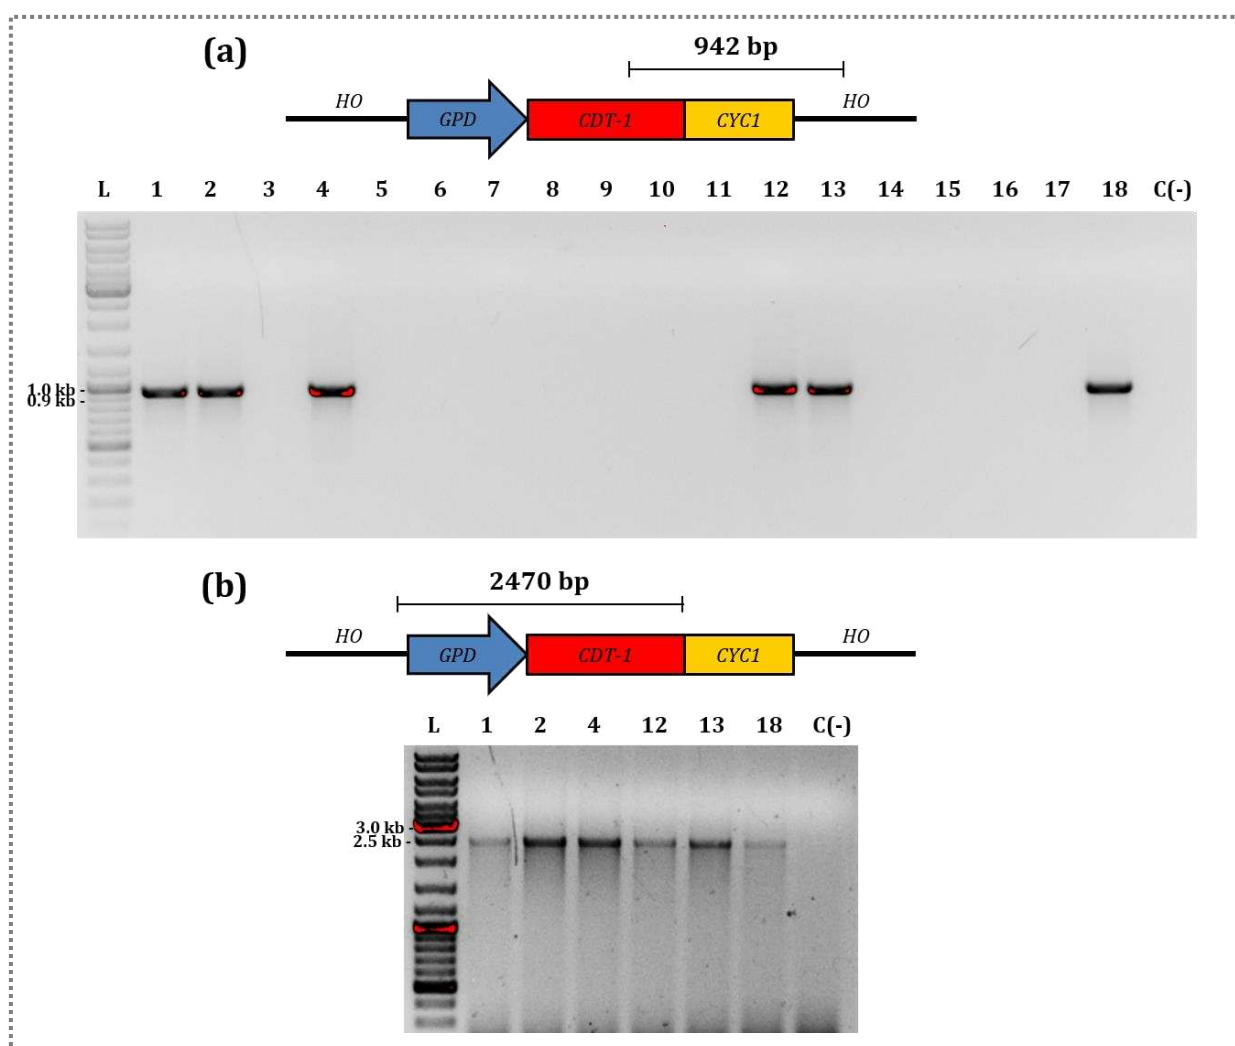 (a)
942 bp
HO GPD CDT-1 CYC1 HO
L 1 2 3 4 5 6 7 8 9 10 11 12 13 14 15 16 17 18 C(-)
1.0 kb -
0.9 kb -
(b)
2470 bp
HO GPD CDT-1 CYC1 HO
L 1 2 4 12 13 18 C(-)
3.0 kb -
2.5 kb -